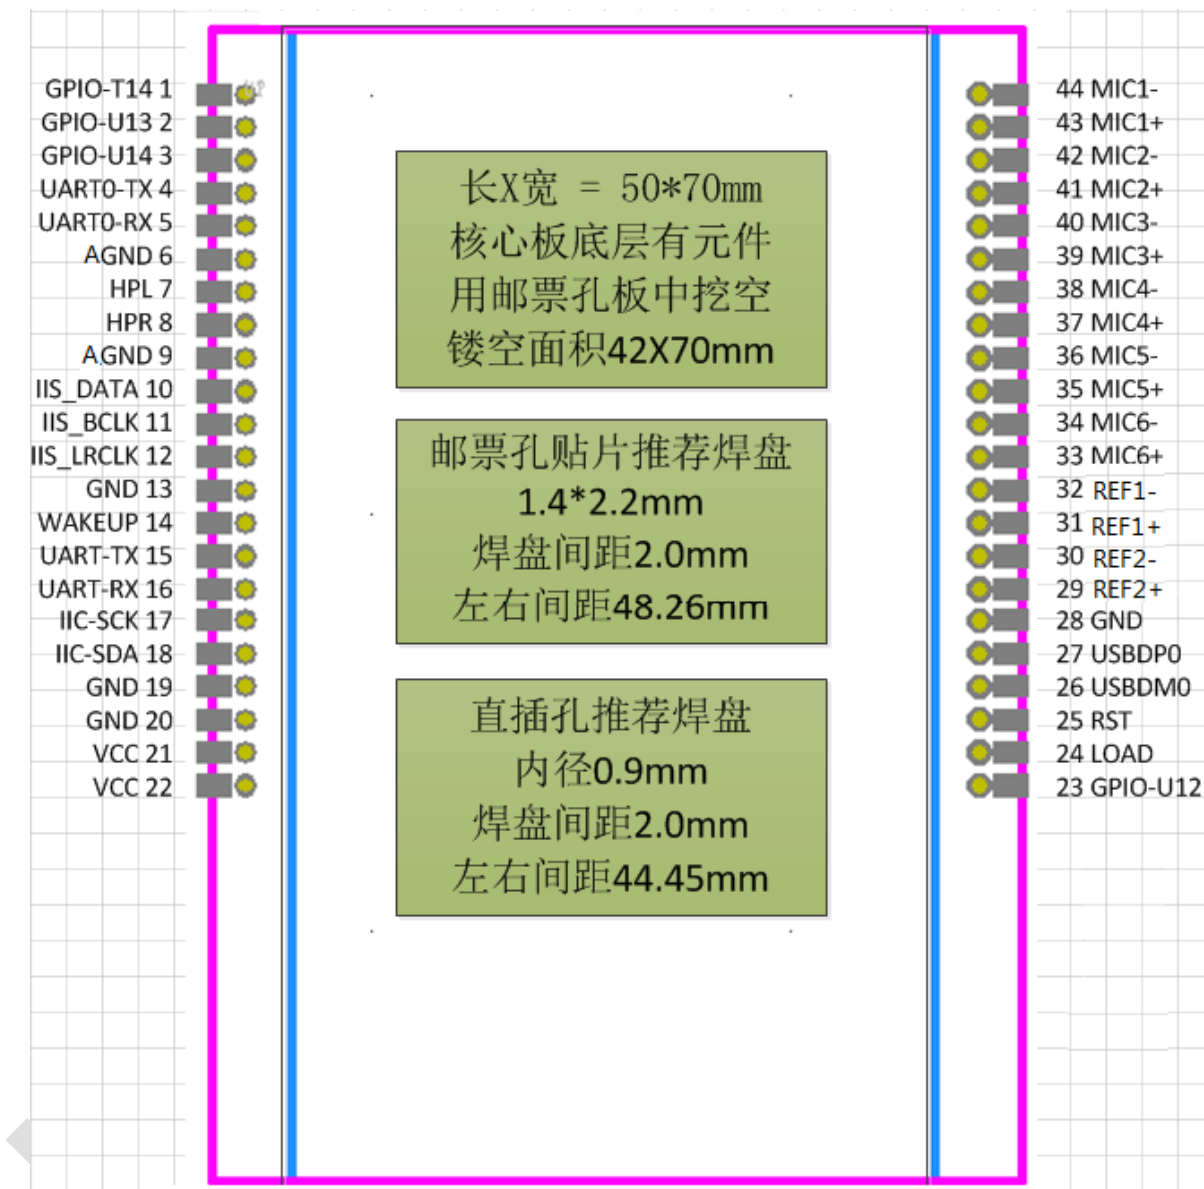 GPIO-T14 1
GPIO-U13 2
GPIO-U14 3
UART0-TX 4
UART0-RX 5
AGND 6
HPL 7
HPR 8
AGND 9
IIS_DATA 10
IIS_BCLK 11
IIS_LRCLK 12
GND 13
WAKEUP 14
UART-TX 15
UART-RX 16
IIC-SCK 17
IIC-SDA 18
GND 19
GND 20
VCC 21
VCC 22
长X宽 = 50*70mm
核心板底层有元件
用邮票孔板中挖空
镂空面积42X70mm
邮票孔贴片推荐焊盘
1.4*2.2mm
焊盘间距2.0mm
左右间距48.26mm
直插孔推荐焊盘
内径0.9mm
焊盘间距2.0mm
左右间距44.45mm
44 MIC1-
43 MIC1+
42 MIC2-
41 MIC2+
40 MIC3-
39 MIC3+
38 MIC4-
37 MIC4+
36 MIC5-
35 MIC5+
34 MIC6-
33 MIC6+
32 REF1-
31 REF1+
30 REF2-
29 REF2+
28 GND
27 USBDP0
26 USBDM0
25 RST
24 LOAD
23 GPIO-U12